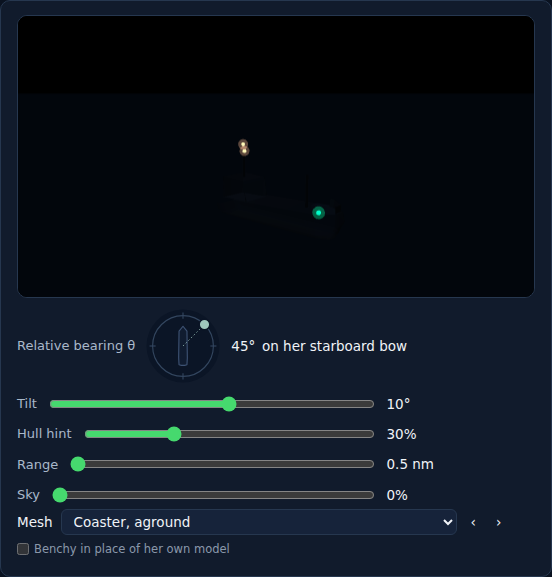 Relative bearing θ 45° on her starboard bow
Tilt 10°
Hull hint 30%
Range 0.5 nm
Sky 0%
Mesh Coaster, aground ‹ ›
Benchy in place of her own model